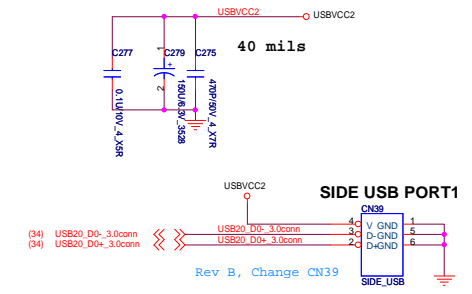 USBVCC2
USBVCC2
C277
1
C279
C275
40 mils
+
2
0.1U/10V_4_X5R
150U/6.3V_3528
470P/50V_4_X7R
USBVCC2
SIDE USB PORT1
CN39
4 V GND 1
(34) USB20_D0-_3.0conn USB20_D0-_3.0conn 3 D-GND 5
(34) USB20_D0+_3.0conn USB20_D0+_3.0conn 2 D+GND 6
Rev B, Change CN39
SIDE_USB